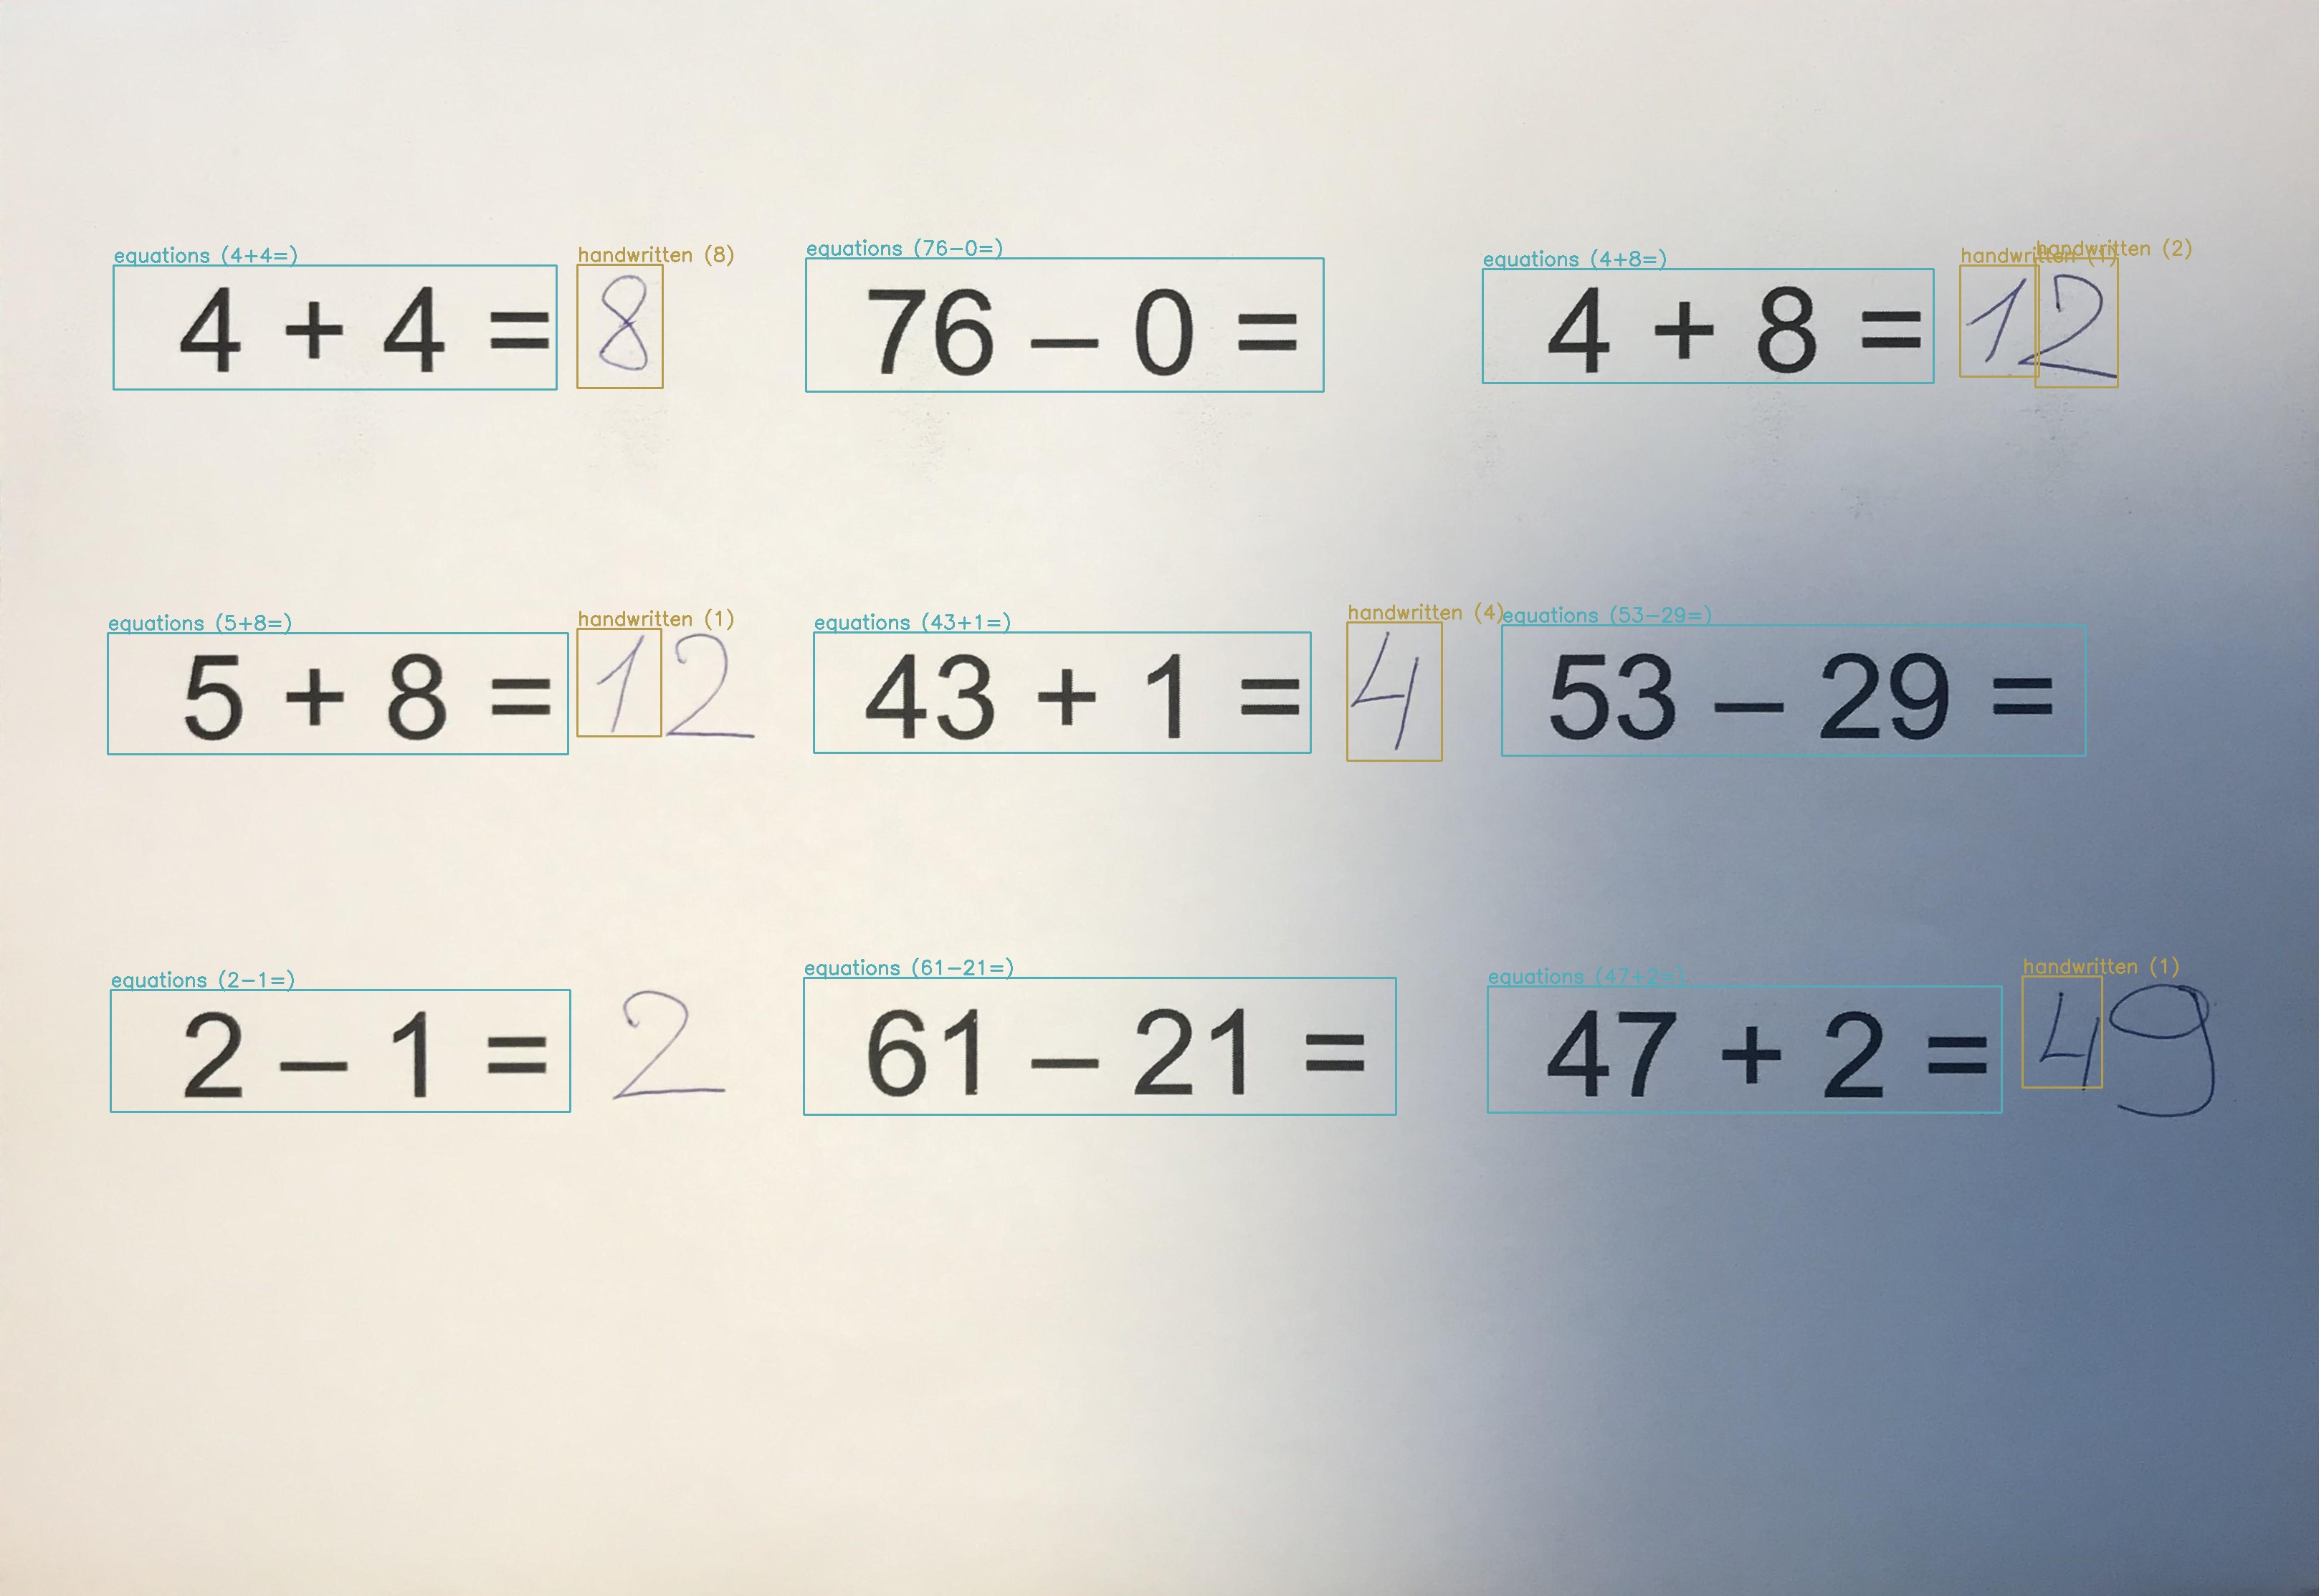 equations (4+4=) handwritten (8) equations (76-0=) equations (4+8=) handwritten (1) handwritten (2)
4 + 4 = 8 76 – 0 = 4 + 8 = 12
equations (5+8=) handwritten (1) equations (43+1=) handwritten (4) equations (53-29=)
5 + 8 = 12 43 + 1 = 4 53 – 29 =
equations (2-1=) equations (61-21=) equations (47+2=) handwritten (1)
2 – 1 = 2 61 – 21 = 47 + 2 = 49